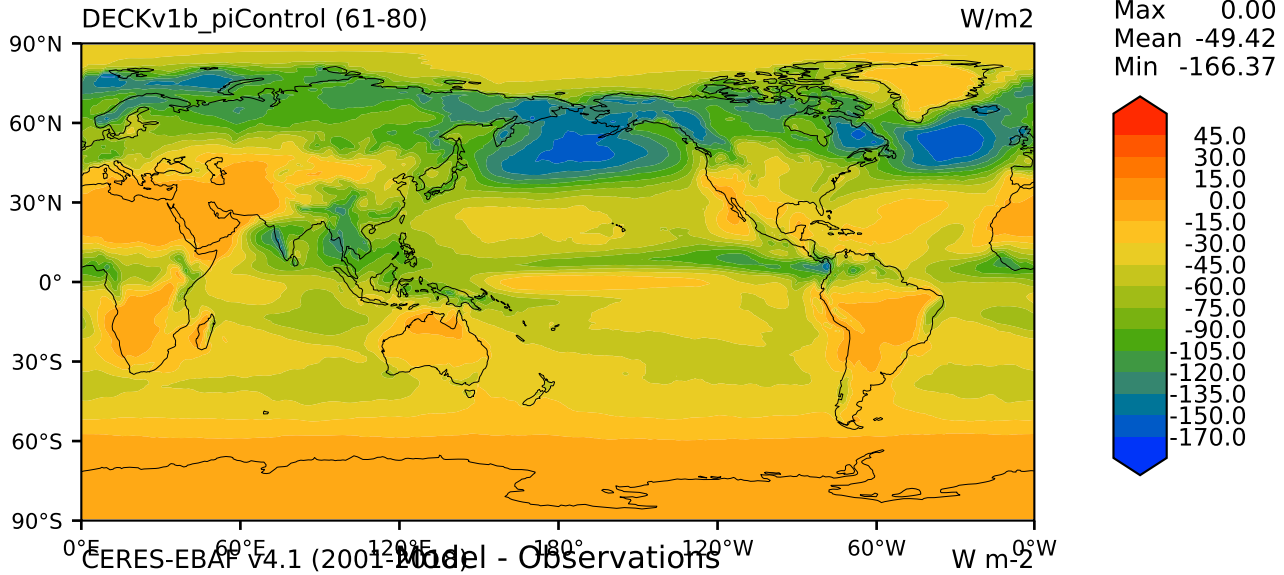 DECKv1b_piControl (61-80) W/m2
Max 0.00
Mean -49.42
Min -166.37
90°N
60°N
30°N
0°
30°S
60°S
90°S
0°E 60°E 120°E 180° 120°W 60°W 0°W
45.0
30.0
15.0
0.0
-15.0
-30.0
-45.0
-60.0
-75.0
-90.0
-105.0
-120.0
-135.0
-150.0
-170.0
CERES-EBAF v4.1 (2001-2018) Model - Observations W m-2